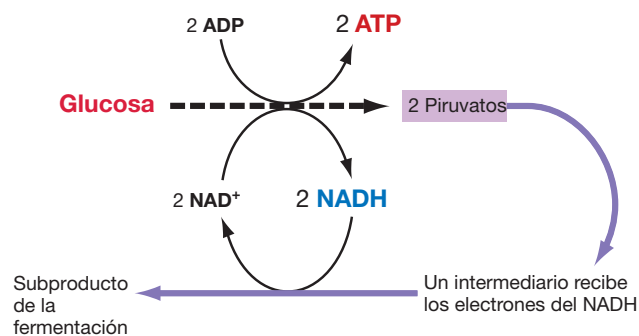 2 ADP
2 ATP
Glucosa
2 Piruvatos
2 NAD⁺
2 NADH
Subproducto
de la
fermentación
Un intermediario recibe
los electrones del NADH